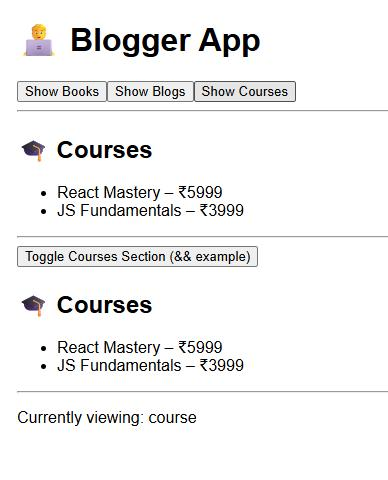 Blogger App
Show Books Show Blogs Show Courses
Courses
• React Mastery – ₹5999
• JS Fundamentals – ₹3999
Toggle Courses Section (&& example)
Courses
• React Mastery – ₹5999
• JS Fundamentals – ₹3999
Currently viewing: course